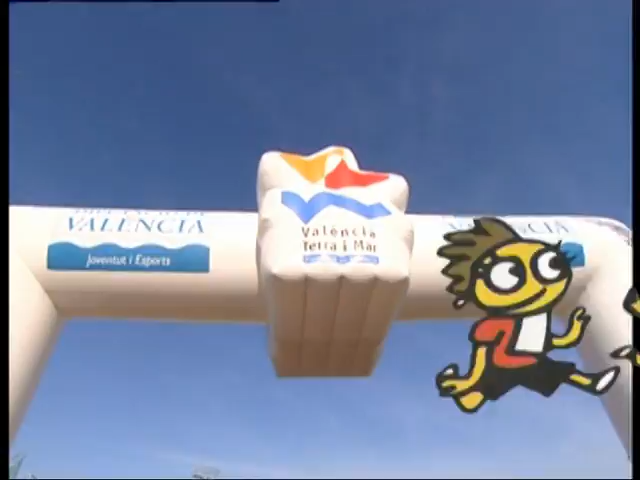 VALÈNCIA
Joventut i Esports
València
Terra i Mar
VALÈNCIA